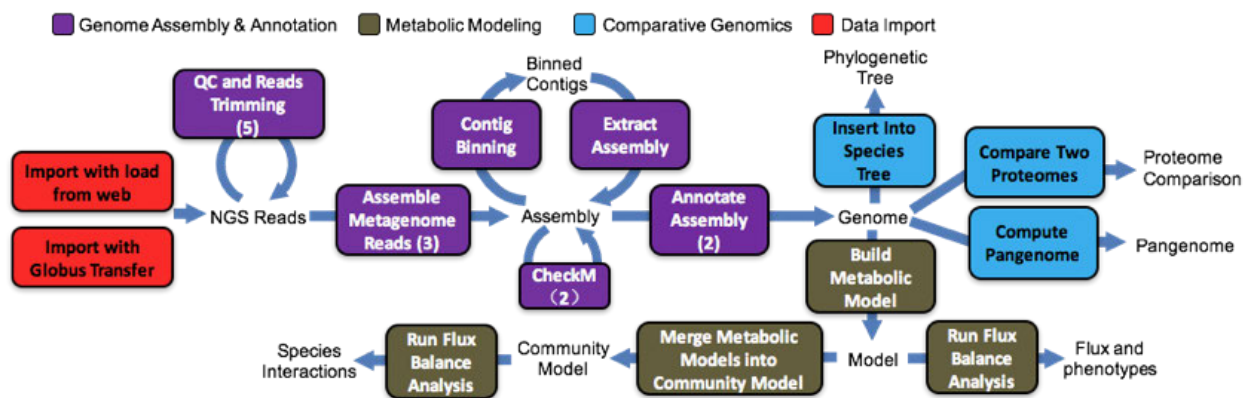 Genome Assembly & Annotation
Metabolic Modeling
Comparative Genomics
Data Import
QC and Reads
Trimming
(5)
Import with load
from web
Import with
Globus Transfer
NGS Reads
Assemble
Metagenome
Reads (3)
Binned
Contigs
Contig
Binning
Extract
Assembly
Assembly
CheckM
(2)
Annotate
Assembly
(2)
Phylogenetic
Tree
Insert Into
Species
Tree
Genome
Compare Two
Proteomes
Proteome
Comparison
Compute
Pangenome
Pangenome
Build
Metabolic
Model
Model
Run Flux
Balance
Analysis
Flux and
phenotypes
Merge Metabolic
Models into
Community Model
Community
Model
Run Flux
Balance
Analysis
Species
Interactions